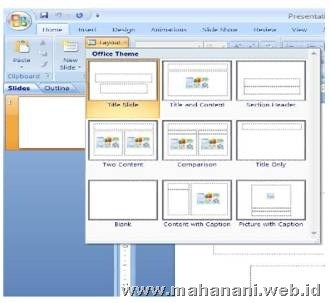 Presenta
Home Insert Design Animations Slide Show Review View
Layout
Paste
New
Slide
Clipboard
Slides Outline
1
Office Theme
Title Slide Title and Content Section Header
Two Content Comparison Title Only
Blank Content with Caption Picture with Caption
www.mahanani.web.id